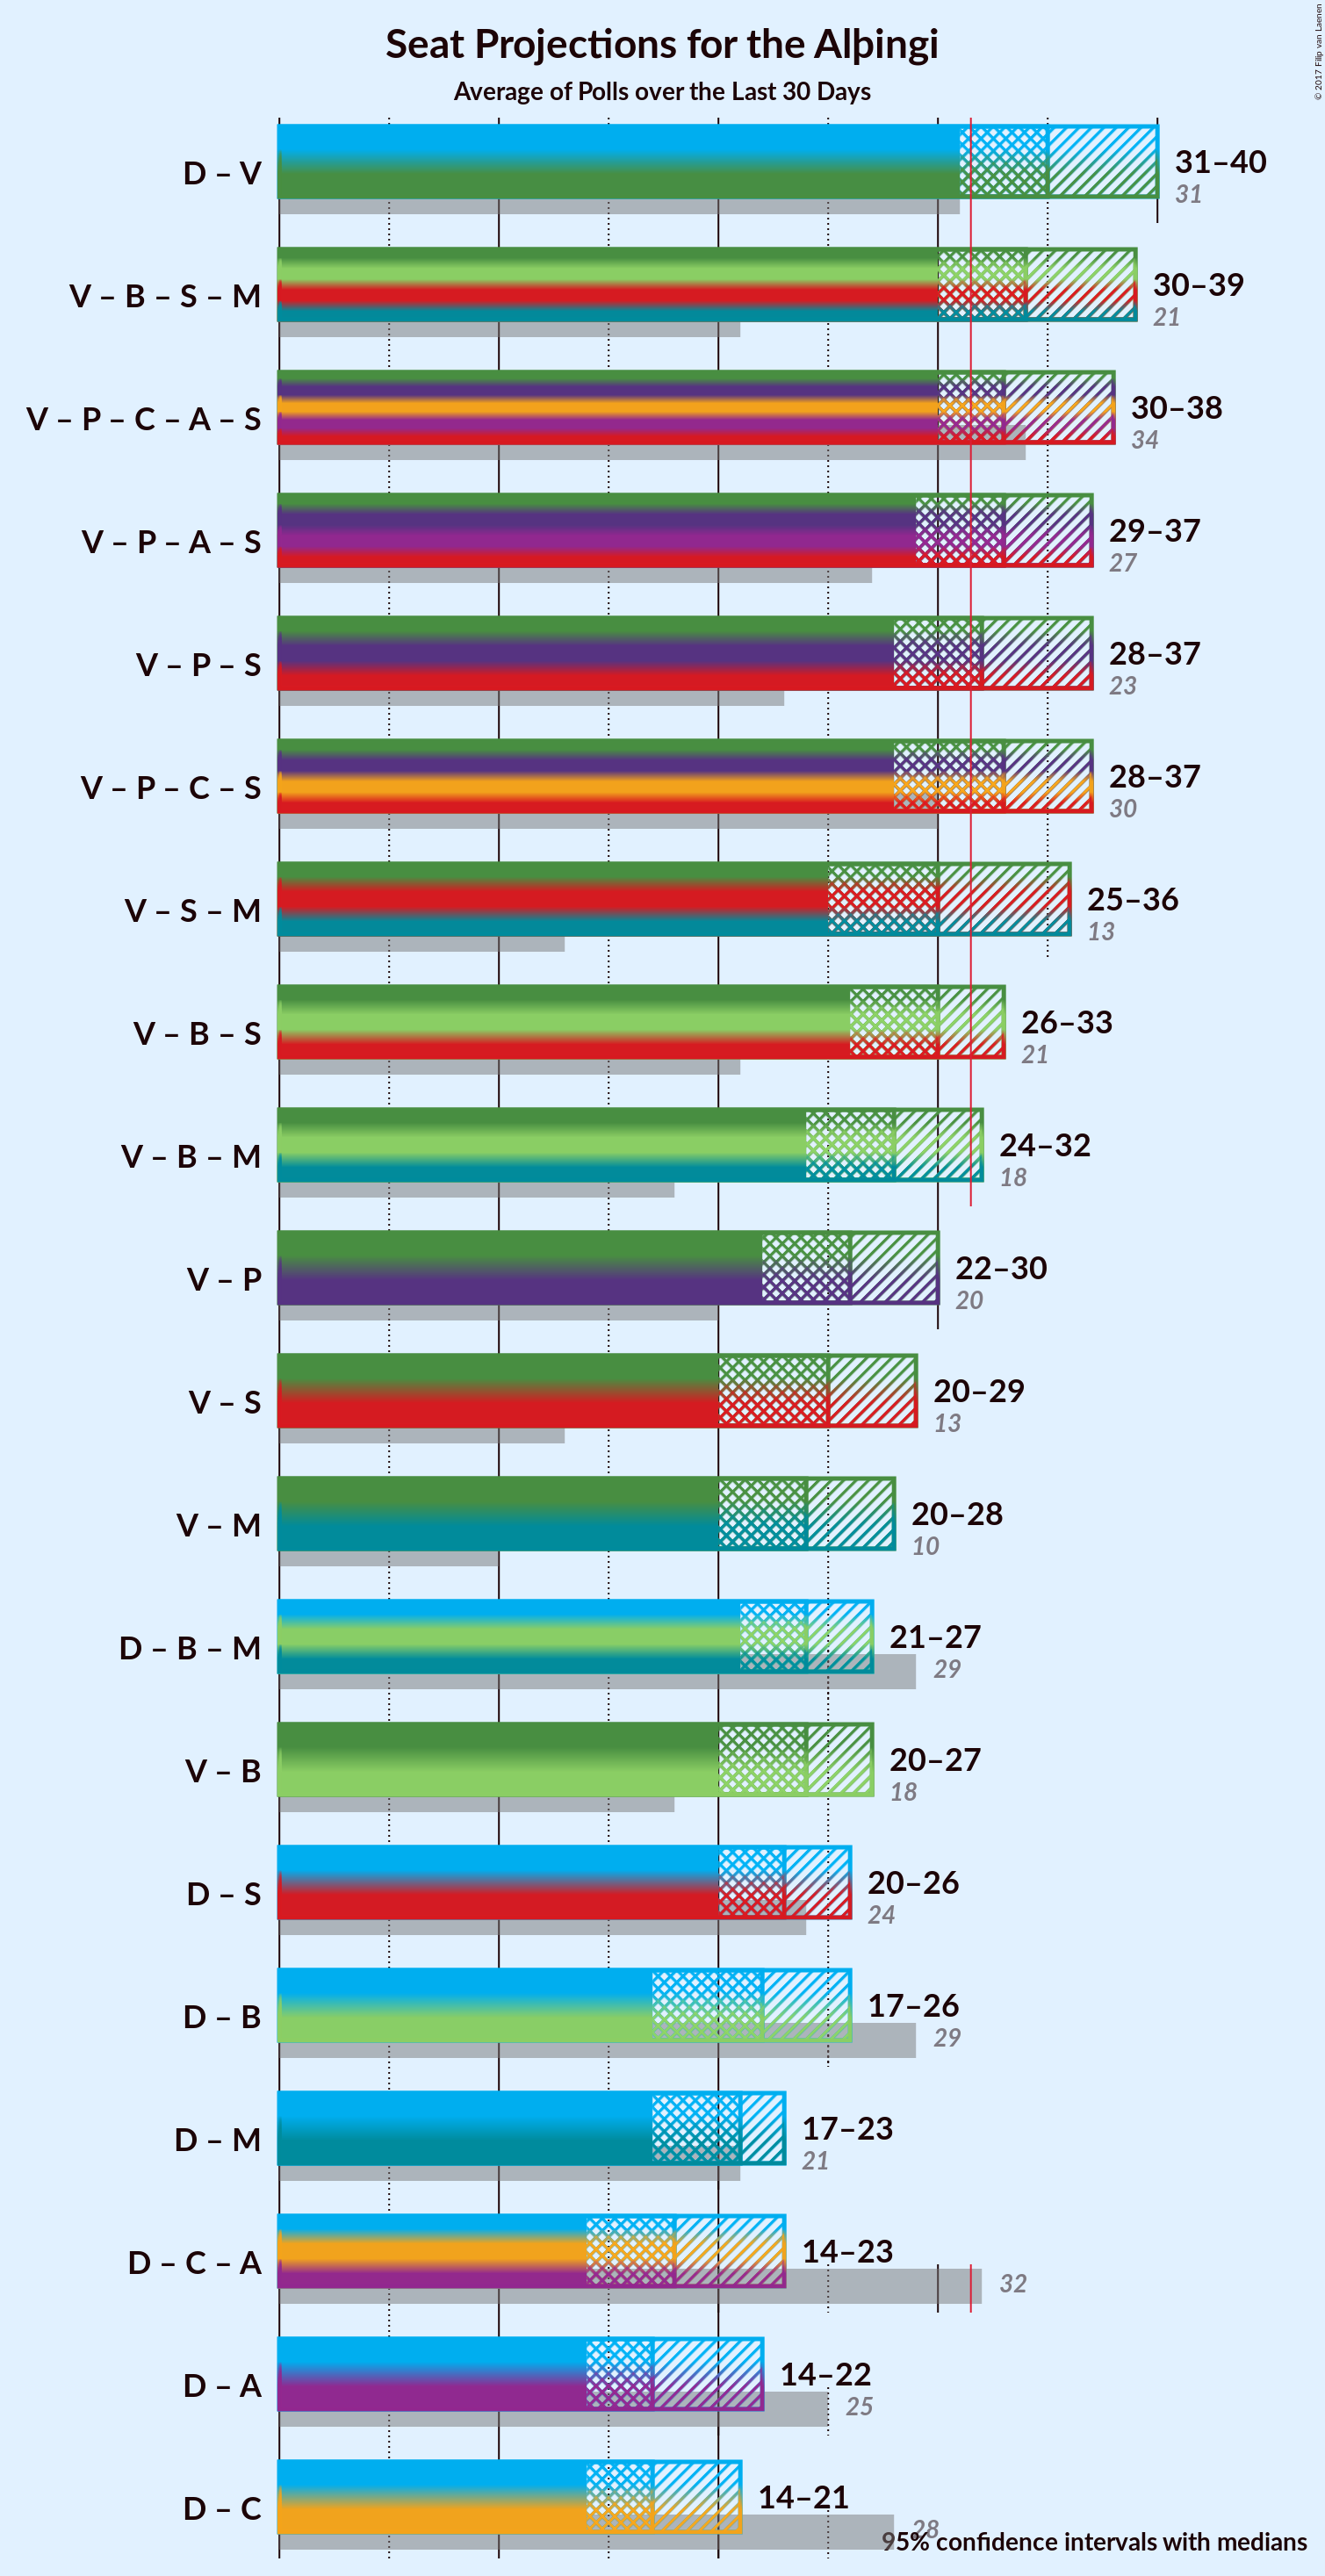 Seat Projections for the Alþingi
Average of Polls over the Last 30 Days
© 2017 Filip van Laenen
D – V
31–40
31
V – B – S – M
30–39
21
V – P – C – A – S
30–38
34
V – P – A – S
29–37
27
V – P – S
28–37
23
V – P – C – S
28–37
30
V – S – M
25–36
13
V – B – S
26–33
21
V – B – M
24–32
18
V – P
22–30
20
V – S
20–29
13
V – M
20–28
10
D – B – M
21–27
29
V – B
20–27
18
D – S
20–26
24
D – B
17–26
29
D – M
17–23
21
D – C – A
14–23
32
D – A
14–22
25
D – C
14–21
28
95% confidence intervals with medians